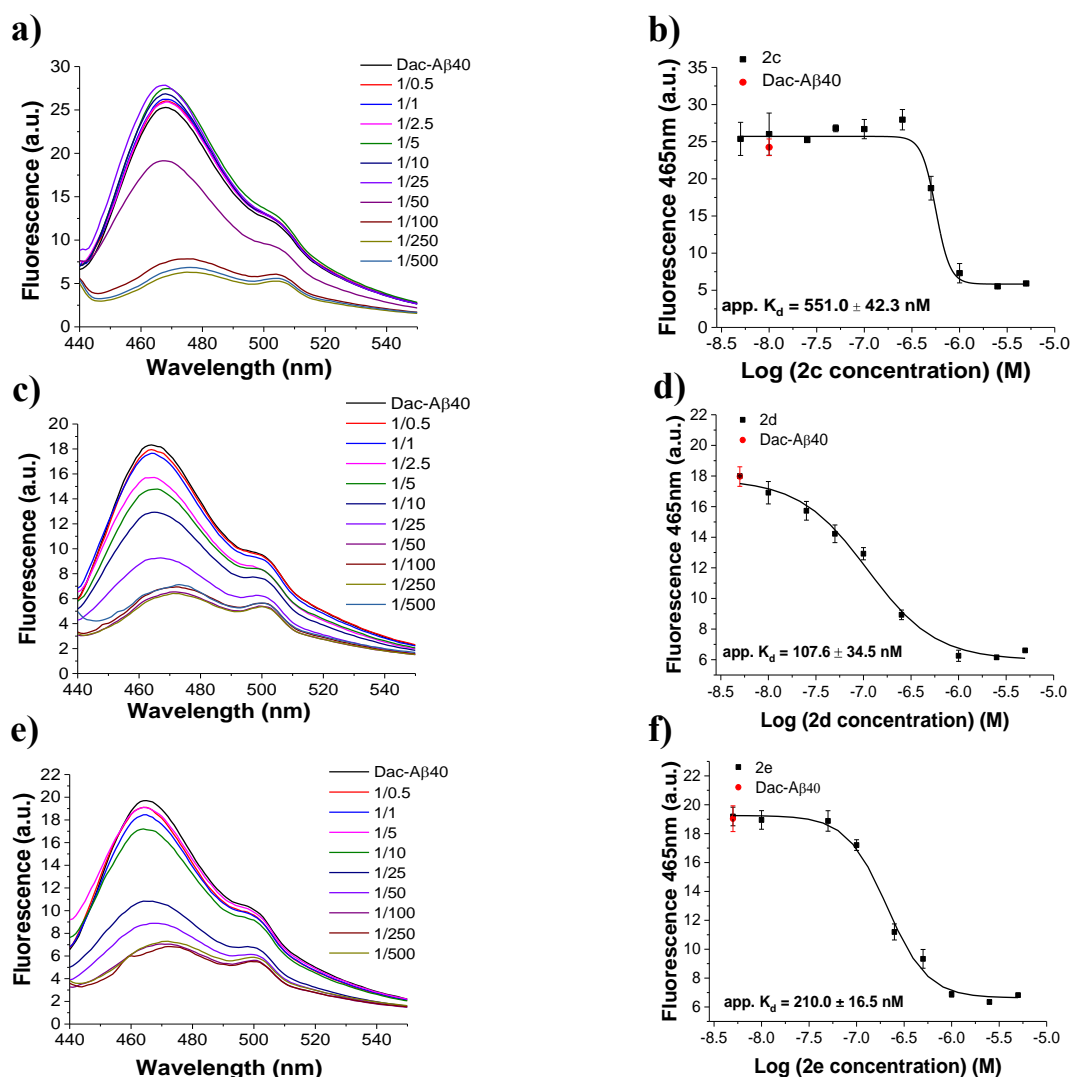 a)
Fluorescence (a.u.)
30
25
20
15
10
5
0
440 460 480 500 520 540
Wavelength (nm)
Dac-Aβ40
1/0.5
1/1
1/2.5
1/5
1/10
1/25
1/50
1/100
1/250
1/500
b)
Fluorescence 465nm (a.u.)
35
30
25
20
15
10
5
0
-8.5 -8.0 -7.5 -7.0 -6.5 -6.0 -5.5 -5.0
Log (2c concentration) (M)
2c
Dac-Aβ40
app. Kd = 551.0 ± 42.3 nM
c)
Fluorescence (a.u.)
20
18
16
14
12
10
8
6
4
2
0
440 460 480 500 520 540
Wavelength (nm)
Dac-Aβ40
1/0.5
1/1
1/2.5
1/5
1/10
1/25
1/50
1/100
1/250
1/500
d)
Fluorescence 465nm (a.u.)
22
20
18
16
14
12
10
8
6
-8.5 -8.0 -7.5 -7.0 -6.5 -6.0 -5.5 -5.0
Log (2d concentration) (M)
2d
Dac-Aβ40
app. Kd = 107.6 ± 34.5 nM
e)
Fluorescence (a.u.)
22
20
18
16
14
12
10
8
6
4
2
0
440 460 480 500 520 540
Wavelength (nm)
Dac-Aβ40
1/0.5
1/1
1/5
1/10
1/25
1/50
1/100
1/250
1/500
f)
Fluorescence 465nm (a.u.)
22
20
18
16
14
12
10
8
6
-8.5 -8.0 -7.5 -7.0 -6.5 -6.0 -5.5 -5.0
Log (2e concentration) (M)
2e
Dac-Aβ40
app. Kd = 210.0 ± 16.5 nM